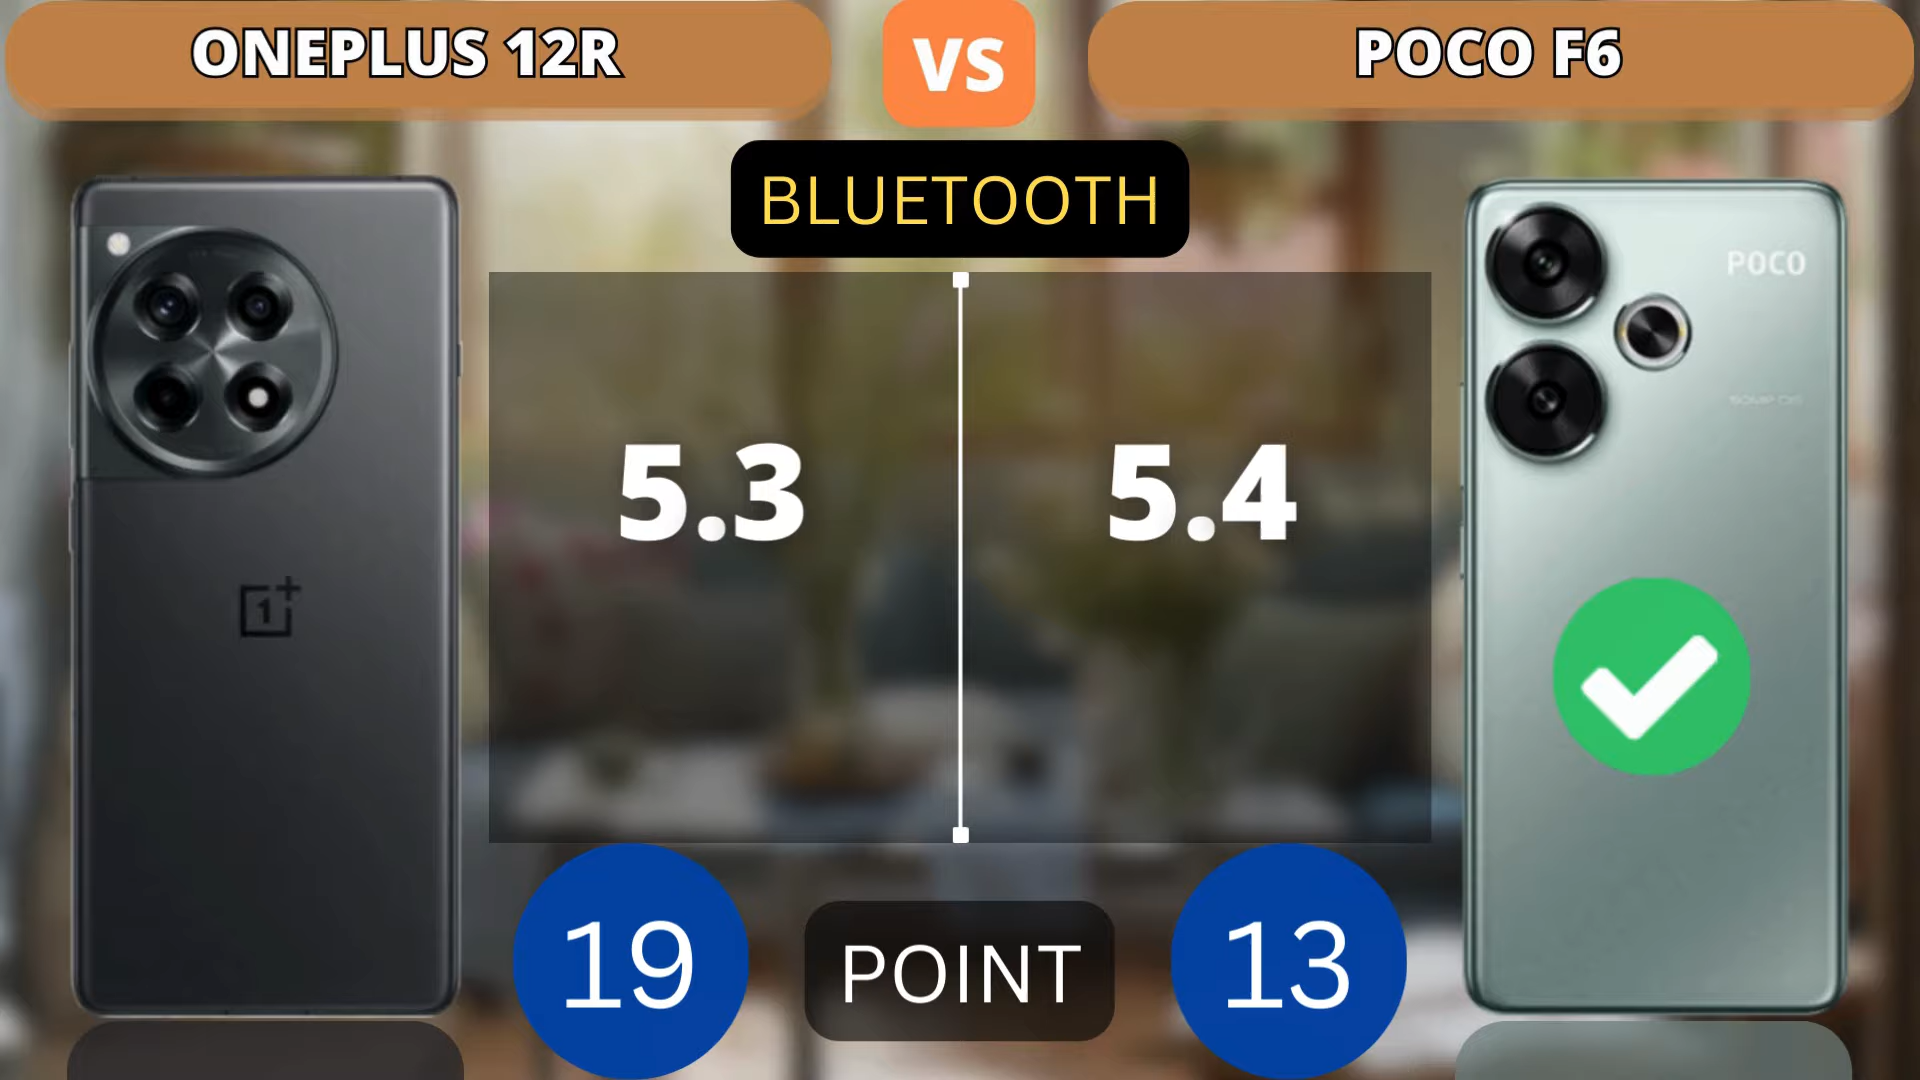 ONEPLUS 12R
VS
POCO F6
BLUETOOTH
POCO
5.3
5.4
19
POINT
13